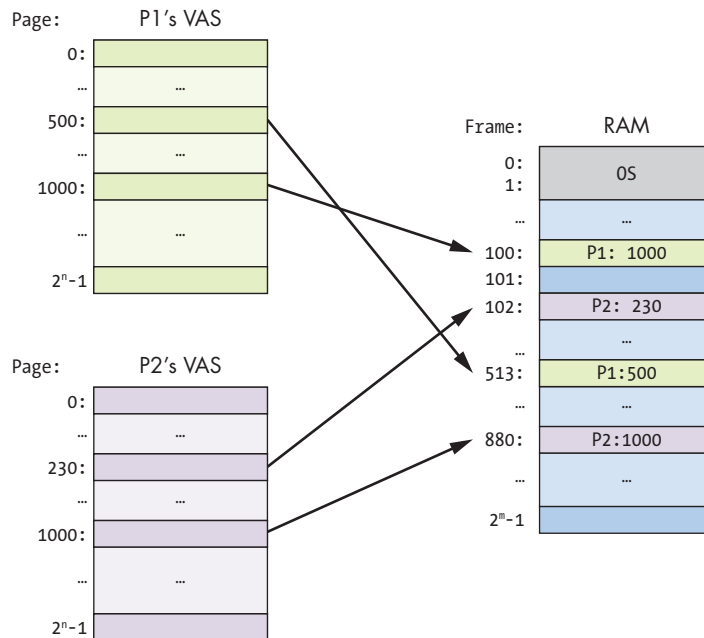 Page: P1's VAS
0:
… …
500:
… …
1000:
… …
2ⁿ-1
Page: P2's VAS
0:
… …
230:
… …
1000:
… …
2ⁿ-1
Frame: RAM
0:
1:
OS
… …
100: P1: 1000
101:
102: P2: 230
… …
513: P1:500
… …
880: P2:1000
… …
2ᵐ-1